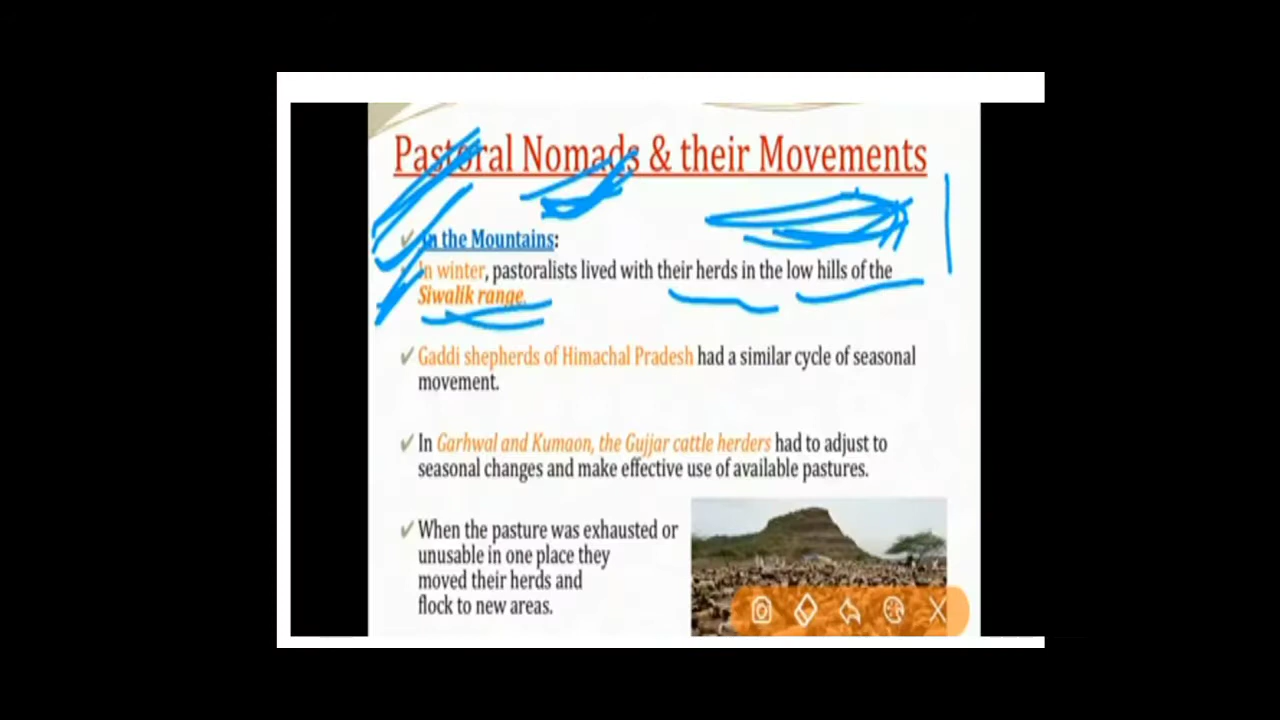 Pastoral Nomads & their Movements
In the Mountains:
In winter, pastoralists lived with their herds in the low hills of the
Siwalik range.
Gaddi shepherds of Himachal Pradesh had a similar cycle of seasonal
movement.
In Garhwal and Kumaon, the Gujjar cattle herders had to adjust to
seasonal changes and make effective use of available pastures.
When the pasture was exhausted or
unusable in one place they
moved their herds and
flock to new areas.